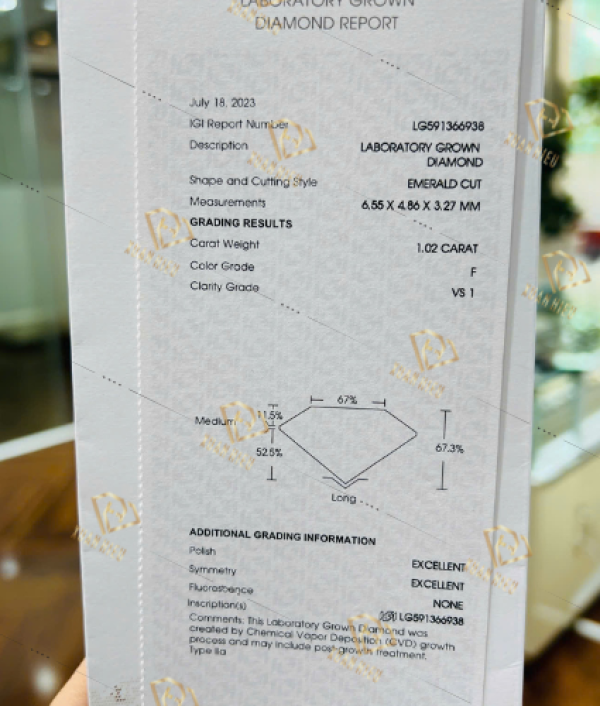 LABORATORY GROWN
DIAMOND REPORT
July 18, 2023
IGI Report Number LG591366938
Description LABORATORY GROWN
DIAMOND
Shape and Cutting Style EMERALD CUT
Measurements 6.55 X 4.86 X 3.27 MM
GRADING RESULTS
Carat Weight 1.02 CARAT
Color Grade F
Clarity Grade VS 1
67%
Medium 11.5%
52.5% 67.3%
Long
ADDITIONAL GRADING INFORMATION
Polish EXCELLENT
Symmetry EXCELLENT
Fluorescence NONE
Inscription(s) LG591366938
Comments: This Laboratory Grown Diamond was
created by Chemical Vapor Deposition (CVD) growth
process and may include post-growth treatment.
Type IIa